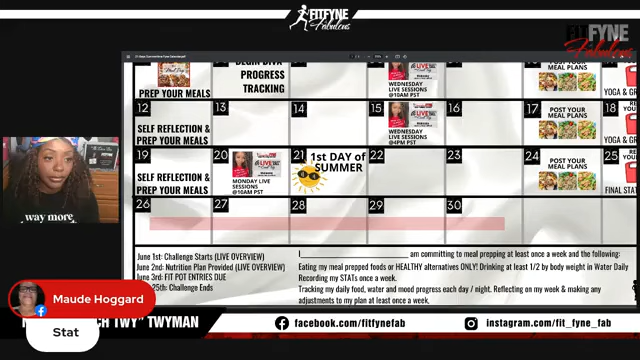 FITFYNE
Fabulous
FITFYNE
Fabulous
PREP YOUR MEALS
PROGRESS
TRACKING
WEDNESDAY
LIVE SESSIONS
@10AM PST
POST YOUR
MEAL PLANS
YOGA &
12
SELF REFLECTION &
PREP YOUR MEALS
13
14
15
WEDNESDAY
LIVE SESSIONS
@4PM PST
16
17
POST YOUR
MEAL PLANS
18
YOGA &
19
SELF REFLECTION &
PREP YOUR MEALS
20
MONDAY LIVE
SESSIONS
@10AM PST
21
1st DAY of
SUMMER
22
23
24
POST YOUR
MEAL PLANS
25
FINAL
26
27
28
29
30
June 1st: Challenge Starts (LIVE OVERVIEW)
June 2nd: Nutrition Plan Provided (LIVE OVERVIEW)
June 3rd: FIT POT ENTRIES DUE
25th: Challenge Ends
I am committing to meal prepping at least once a week and the following:
Eating my meal prepped foods or HEALTHY alternatives ONLY! Drinking at least 1/2 by body weight in Water Daily
Recording my STATs once a week.
Tracking my daily food, water and mood progress each day / night. Reflecting on my week & making any
adjustments to my plan at least once a week.
way more
Maude Hoggard
Stat
TWY" TWYMAN
facebook.com/fitfynefab
instagram.com/fit_fyne_fab